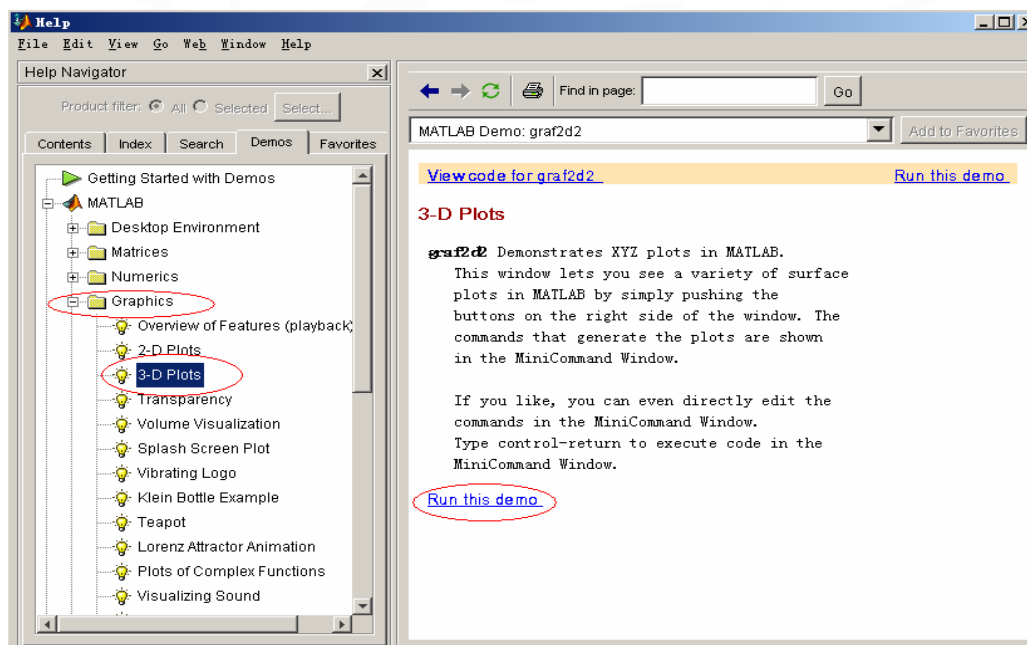 Help
File Edit View Go Web Window Help
Help Navigator
Product filter: All Selected Select...
Contents Index Search Demos Favorites
Getting Started with Demos
MATLAB
Desktop Environment
Matrices
Numerics
Graphics
Overview of Features (playback)
2-D Plots
3-D Plots
Transparency
Volume Visualization
Splash Screen Plot
Vibrating Logo
Klein Bottle Example
Teapot
Lorenz Attractor Animation
Plots of Complex Functions
Visualizing Sound
Find in page: Go
MATLAB Demo: graf2d2 Add to Favorites
View code for graf2d2 Run this demo
3-D Plots
graf2d2 Demonstrates XYZ plots in MATLAB.
This window lets you see a variety of surface
plots in MATLAB by simply pushing the
buttons on the right side of the window. The
commands that generate the plots are shown
in the MiniCommand Window.
If you like, you can even directly edit the
commands in the MiniCommand Window.
Type control-return to execute code in the
MiniCommand Window.
Run this demo